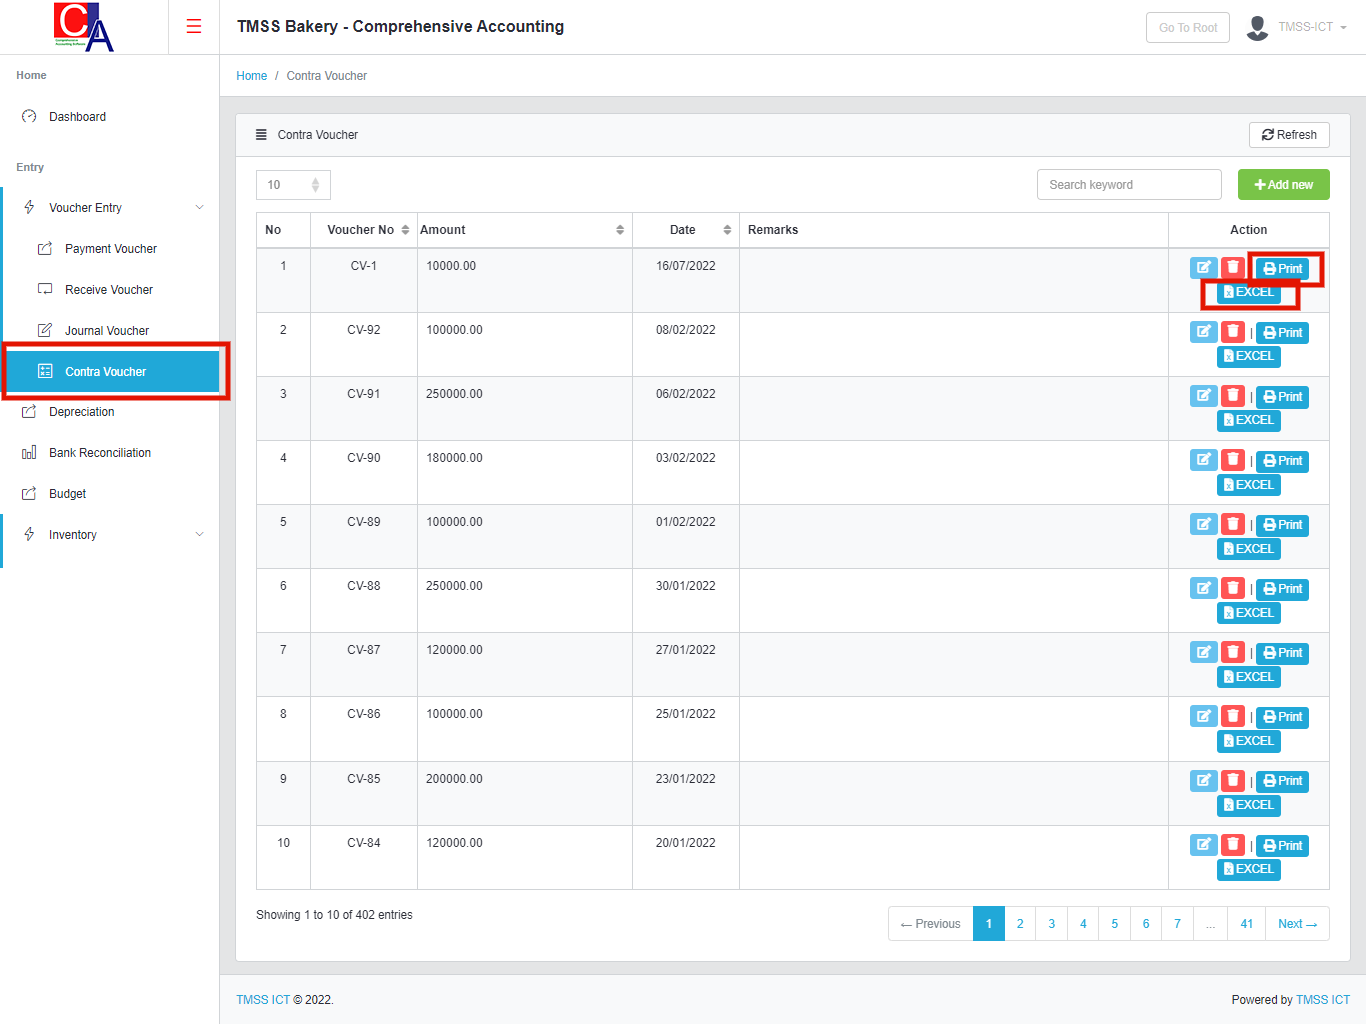 CA
Comprehensive
Accounting Software
TMSS Bakery - Comprehensive Accounting
Go To Root
TMSS-ICT
Home
Dashboard
Entry
Voucher Entry
Payment Voucher
Receive Voucher
Journal Voucher
Contra Voucher
Depreciation
Bank Reconciliation
Budget
Inventory
Home / Contra Voucher
Contra Voucher
Refresh
10
Search keyword
Add new
No Voucher No Amount Date Remarks Action
1 CV-1 10000.00 16/07/2022 Print
EXCEL
2 CV-92 100000.00 08/02/2022 | Print
EXCEL
3 CV-91 250000.00 06/02/2022 | Print
EXCEL
4 CV-90 180000.00 03/02/2022 | Print
EXCEL
5 CV-89 100000.00 01/02/2022 | Print
EXCEL
6 CV-88 250000.00 30/01/2022 | Print
EXCEL
7 CV-87 120000.00 27/01/2022 | Print
EXCEL
8 CV-86 100000.00 25/01/2022 | Print
EXCEL
9 CV-85 200000.00 23/01/2022 | Print
EXCEL
10 CV-84 120000.00 20/01/2022 | Print
EXCEL
Showing 1 to 10 of 402 entries
← Previous 1 2 3 4 5 6 7 ... 41 Next →
TMSS ICT © 2022.
Powered by TMSS ICT